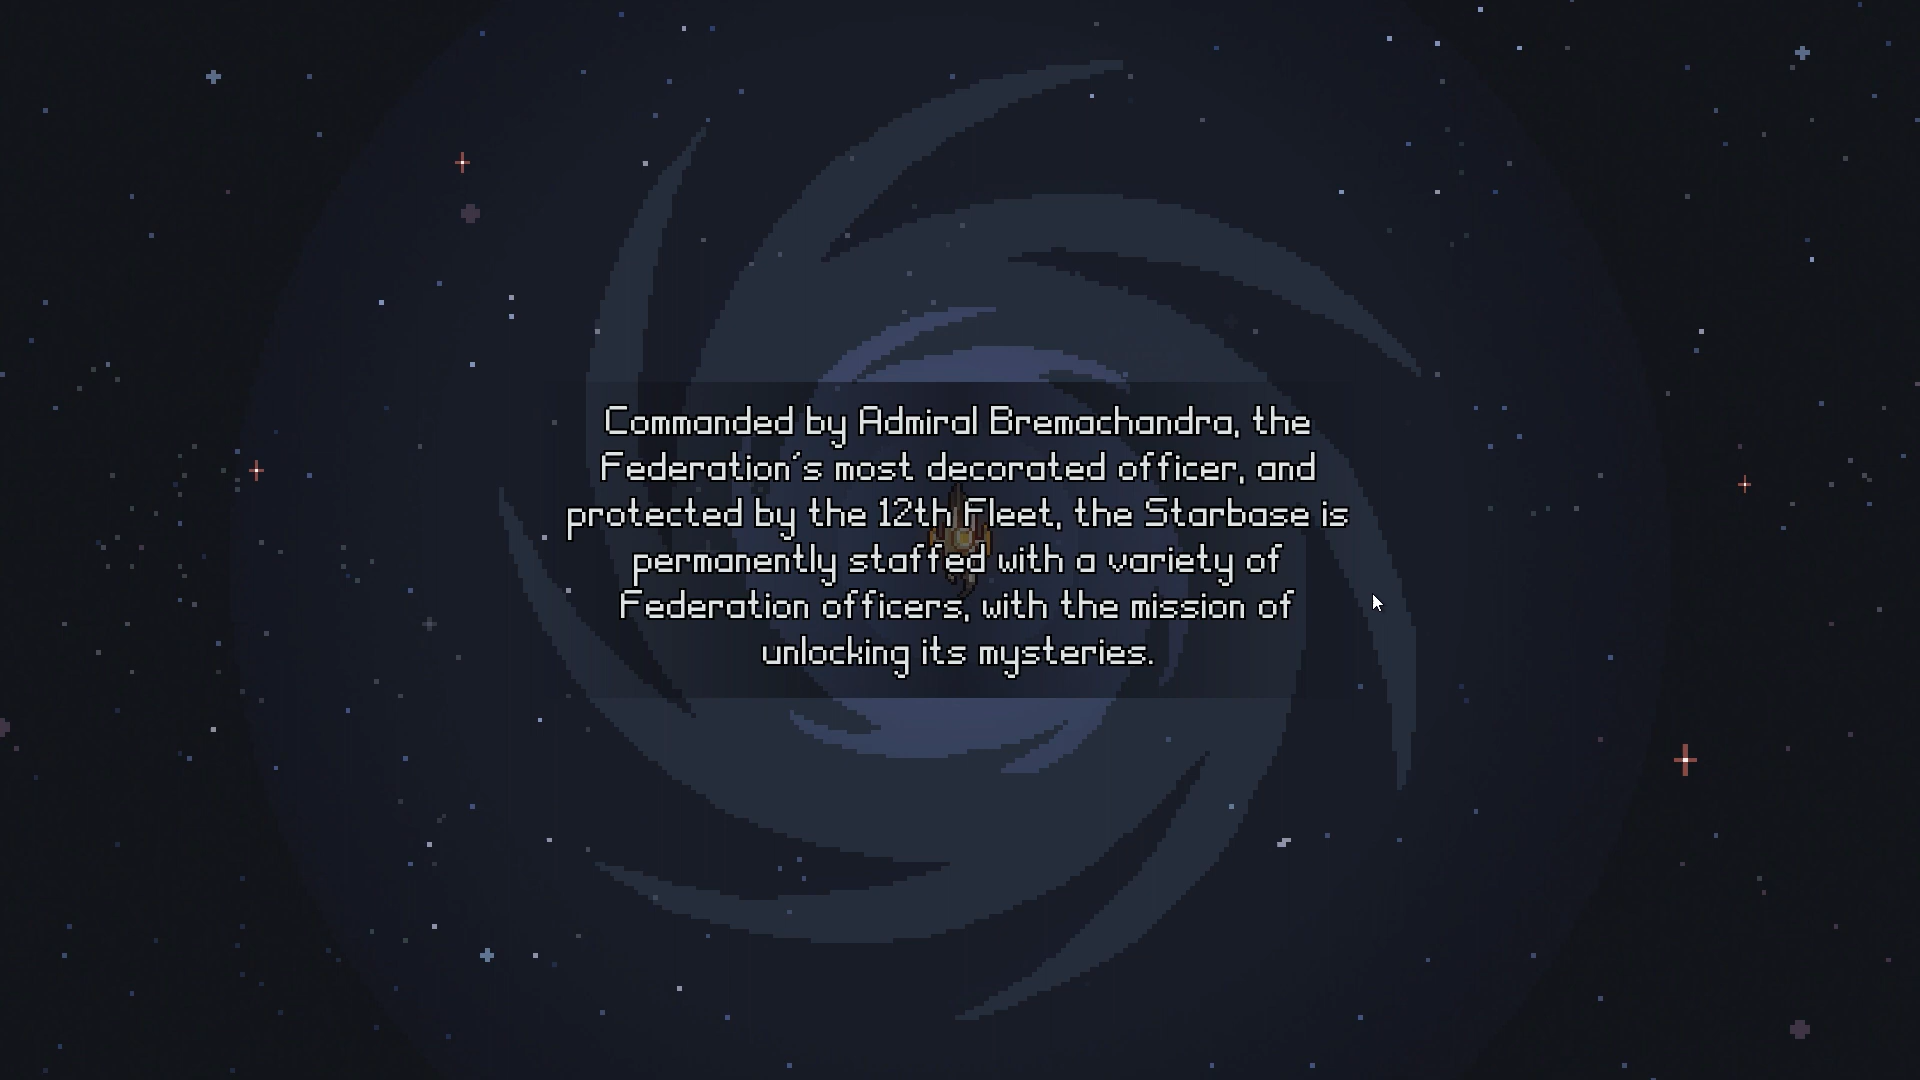 Commanded by Admiral Bremachandra, the
Federation's most decorated officer, and
protected by the 12th Fleet, the Starbase is
permanently staffed with a variety of
Federation officers, with the mission of
unlocking its mysteries.